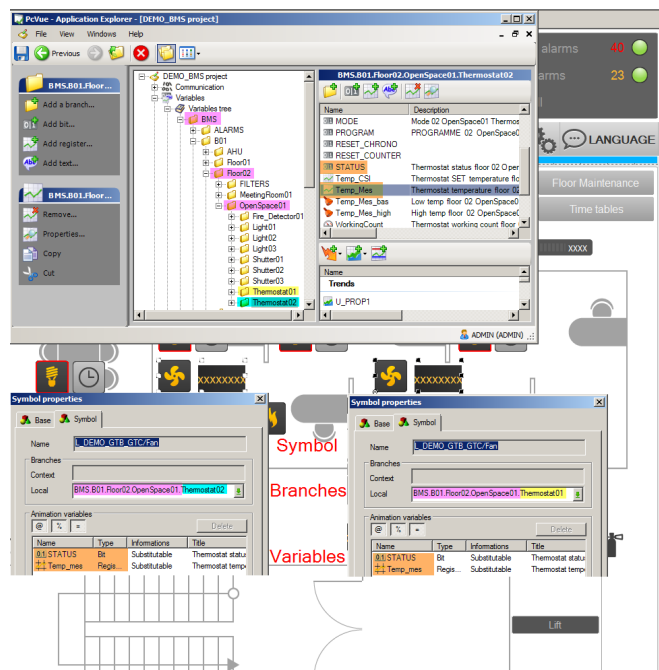 PcVue - Application Explorer - [DEMO_BMS project]
File View Windows Help
Previous
BMS.B01.Floor...
Add a branch...
Add bit...
Add register...
Add text...
BMS.B01.Floor...
Remove...
Properties...
Copy
Cut
DEMO_BMS project
Communication
Variables
Variables tree
BMS
ALARMS
B01
AHU
Floor01
Floor02
FILTERS
MeetingRoom01
OpenSpace01
Fire_Detector01
Light01
Light02
Light03
Shutter01
Shutter02
Shutter03
Thermostat01
Thermostat02
BMS.B01.Floor02.OpenSpace01.Thermostat02
Name Description
MODE Mode 02 OpenSpace01 Thermos
PROGRAM PROGRAMME 02 OpenSpace0
RESET_CHRONO
RESET_COUNTER
STATUS Thermostat status floor 02 Oper
Temp_CSI Thermostat SET temperature flo
Temp_Mes Thermostat temperature floor 02
Temp_Mes_bas Low temp floor 02 OpenSpace0
Temp_Mes_high High temp floor 02 OpenSpace0
WorkingCount Thermostat working count floor
Name
Trends
U_PROP1
ADMIN (ADMIN)
alarms 40
arms 23
LANGUAGE
Floor Maintenance
Time tables
xxxx
xxxxxxxx
xxxxxxxx
Symbol properties
Base Symbol
Name L_DEMO_GTB_GTC/Fan
Branches
Context
Local BMS.B01.Floor02.OpenSpace01.Thermostat02
Animation variables
@ % = Delete
Name Type Informations Title
STATUS Bit Substitutable Thermostat statu
Temp_mes Regis... Substitutable Thermostat tempe
Symbol
Branches
Variables
Symbol properties
Base Symbol
Name L_DEMO_GTB_GTC/Fan
Branches
Context
Local BMS.B01.Floor02.OpenSpace01.Thermostat01
Animation variables
@ % = Delete
Name Type Informations Title
STATUS Bit Substitutable Thermostat statu
Temp_mes Regis... Substitutable Thermostat tempe
Lift